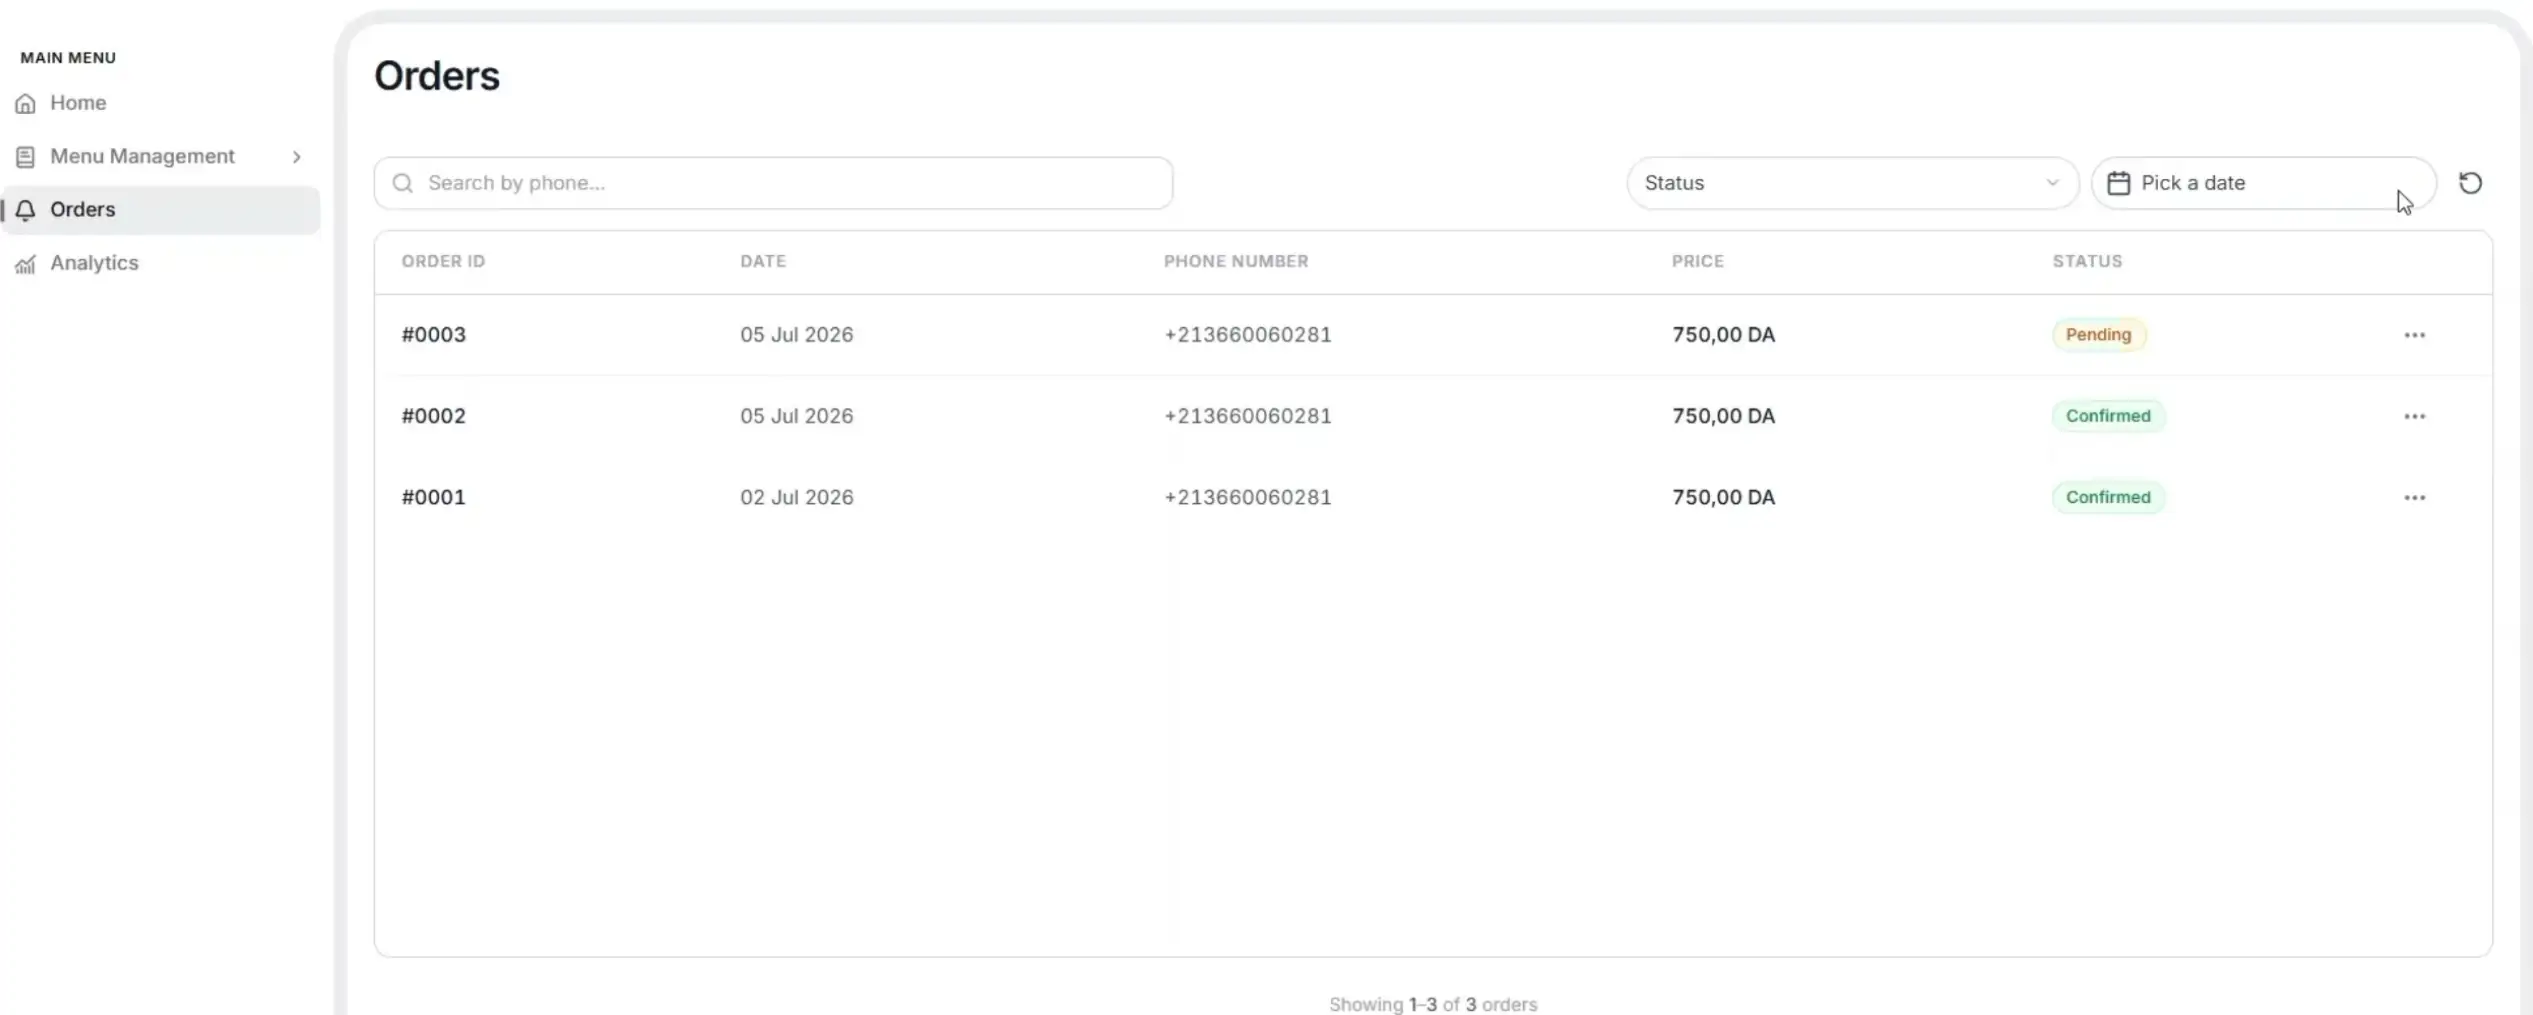 MAIN MENU
Home
Menu Management
Orders
Analytics
Orders
Search by phone...
Status
Pick a date
ORDER ID DATE PHONE NUMBER PRICE STATUS
#0003 05 Jul 2026 +213660060281 750,00 DA Pending
#0002 05 Jul 2026 +213660060281 750,00 DA Confirmed
#0001 02 Jul 2026 +213660060281 750,00 DA Confirmed
Showing 1–3 of 3 orders